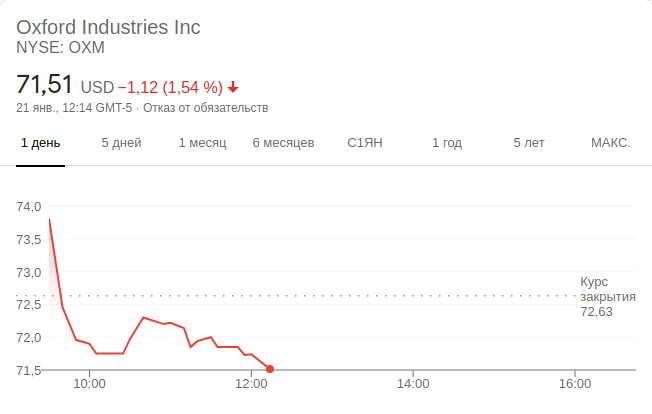 Oxford Industries Inc
NYSE: OXM
71,51 USD −1,12 (1,54 %)
21 янв., 12:14 GMT-5 · Отказ от обязательств
1 день 5 дней 1 месяц 6 месяцев С1ЯН 1 год 5 лет МАКС.
74,0
73,5
73,0
72,5
72,0
71,5
Курс
закрытия
72,63
10:00 12:00 14:00 16:00